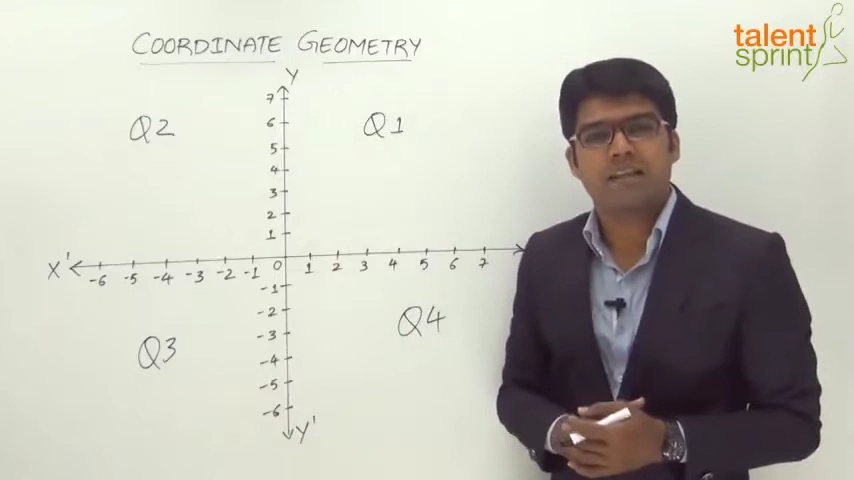 COORDINATE GEOMETRY
talent
sprint
Y
7
Q2
6
Q1
5
4
3
2
1
X'
-6 -5 -4 -3 -2 -1 0 1 2 3 4 5 6 7
-1
-2
Q4
-3
Q3
-4
-5
-6
Y'